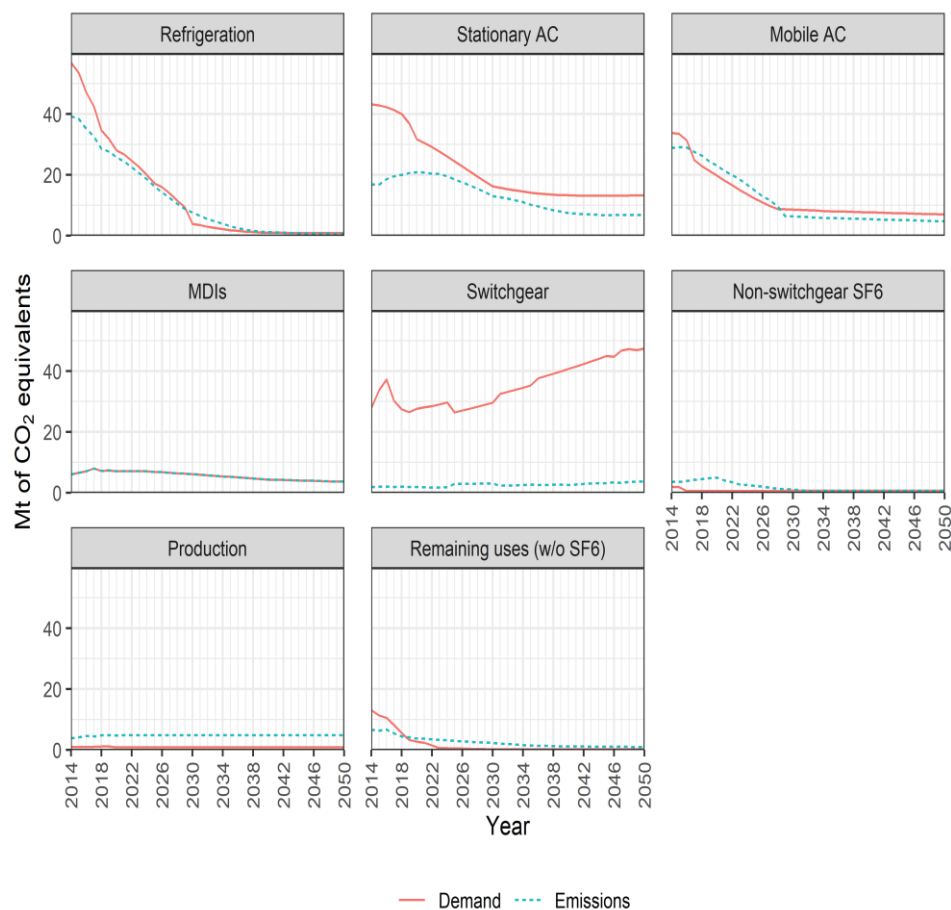 Refrigeration
Stationary AC
Mobile AC
40
20
0
MDIs
Switchgear
Non-switchgear SF6
Mt of CO₂ equivalents
40
20
0
2014 2018 2022 2026 2030 2034 2038 2042 2046 2050
Production
Remaining uses (w/o SF6)
40
20
0
2014 2018 2022 2026 2030 2034 2038 2042 2046 2050
2014 2018 2022 2026 2030 2034 2038 2042 2046 2050
Year
Demand Emissions